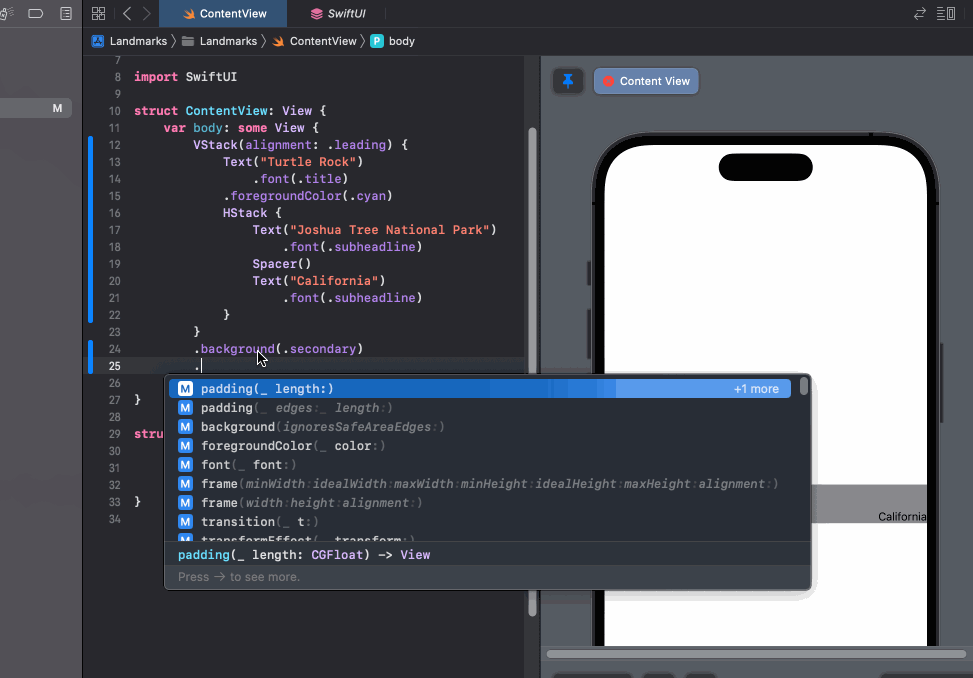 ContentView
SwiftUI
Landmarks
Landmarks
ContentView
P
body
M
Content View
7
8 import SwiftUI
9
10 struct ContentView: View {
11 var body: some View {
12 VStack(alignment: .leading) {
13 Text("Turtle Rock")
14 .font(.title)
15 .foregroundColor(.cyan)
16 HStack {
17 Text("Joshua Tree National Park")
18 .font(.subheadline)
19 Spacer()
20 Text("California")
21 .font(.subheadline)
22 }
23 }
24 .background(.secondary)
25 .
26
27 }
28
29 stru
30
31
32
33 }
34
M padding(_ length:) +1 more
M padding(_ edges:_ length:)
M background(ignoresSafeAreaEdges:)
M foregroundColor(_ color:)
M font(_ font:)
M frame(minWidth:idealWidth:maxWidth:minHeight:idealHeight:maxHeight:alignment:)
M frame(width:height:alignment:)
M transition(_ t:)
M transformEffect(_ transform:)
padding(_ length: CGFloat) -> View
Press → to see more.
California